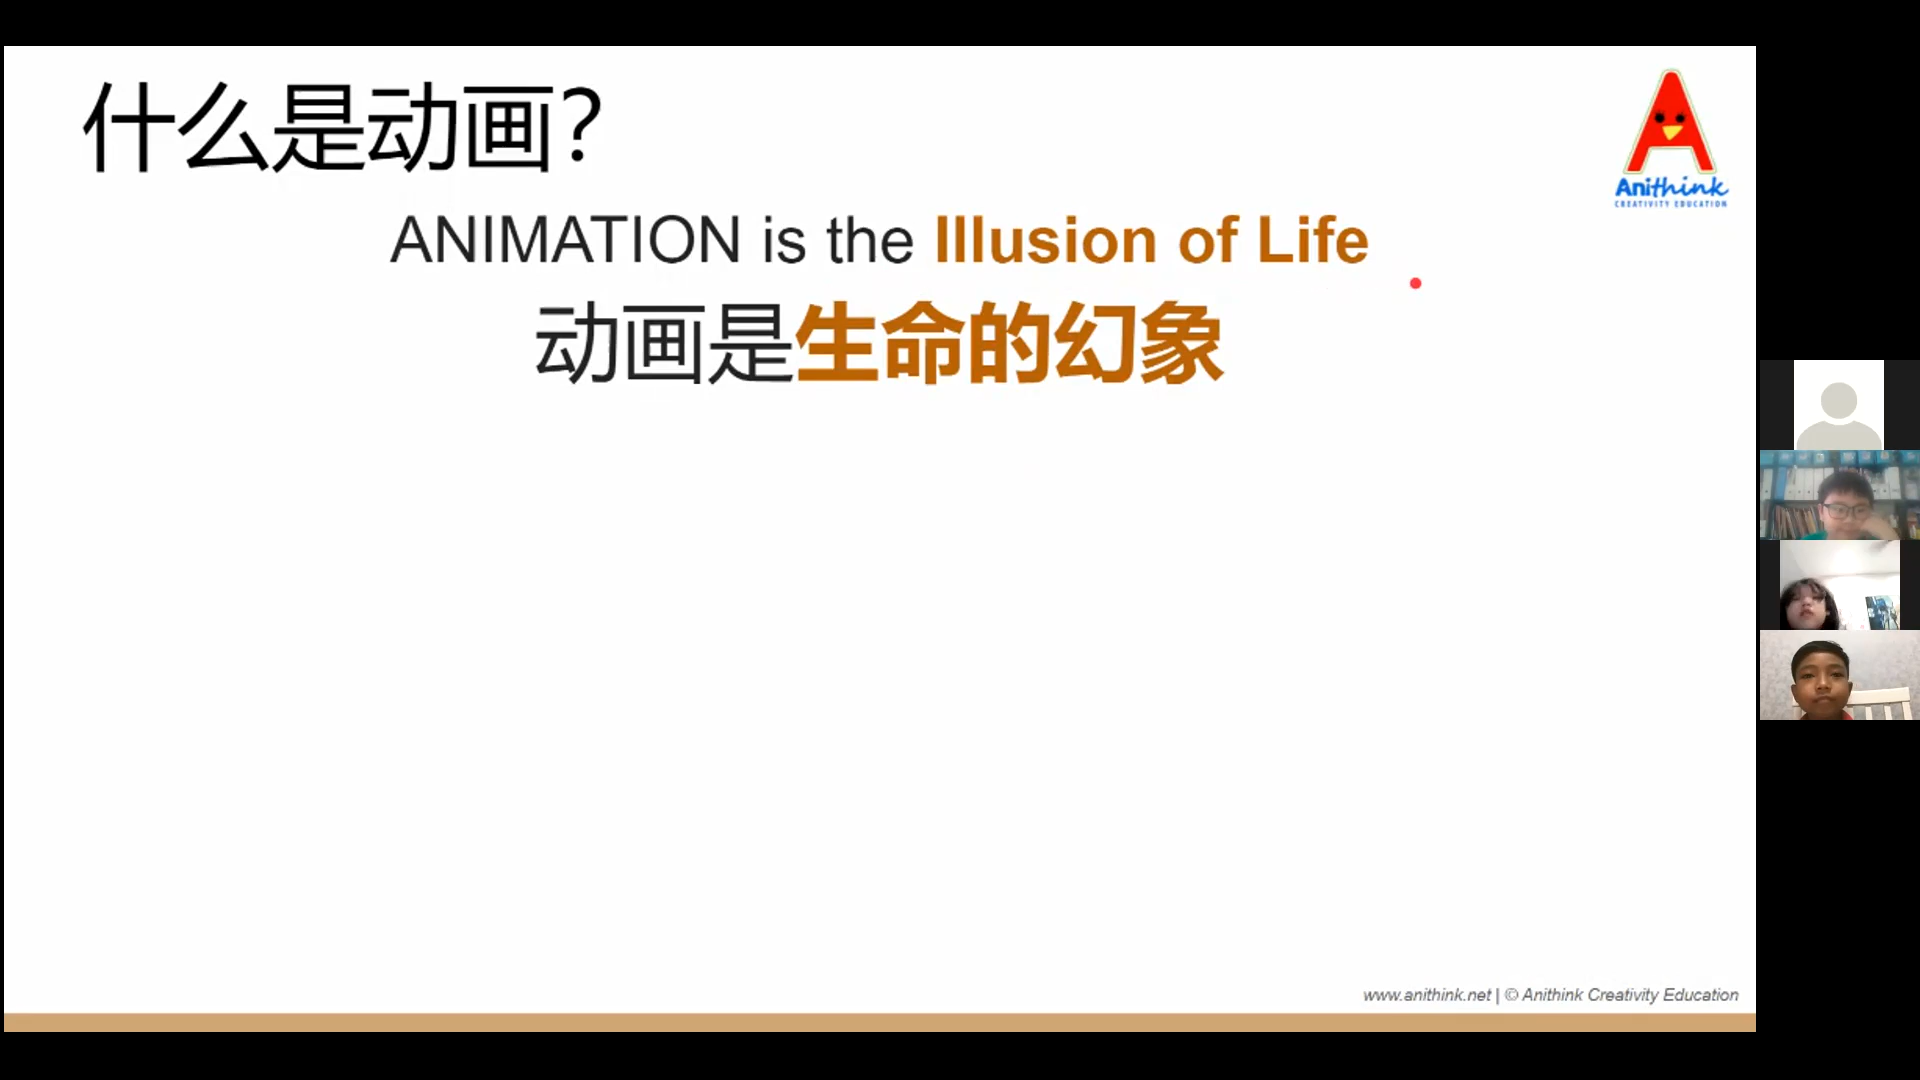 什么是动画?
Anithink
CREATIVITY EDUCATION
ANIMATION is the Illusion of Life
动画是生命的幻象
www.anithink.net | © Anithink Creativity Education